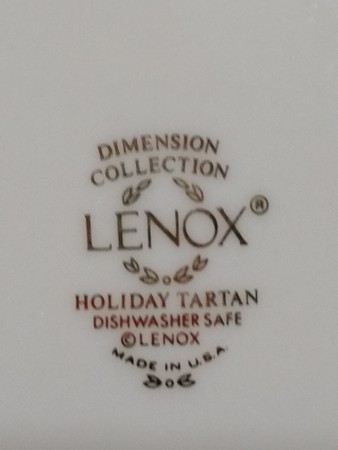 DIMENSION
COLLECTION
LENOX®
HOLIDAY TARTAN
DISHWASHER SAFE
©LENOX
MADE IN U.S.A.